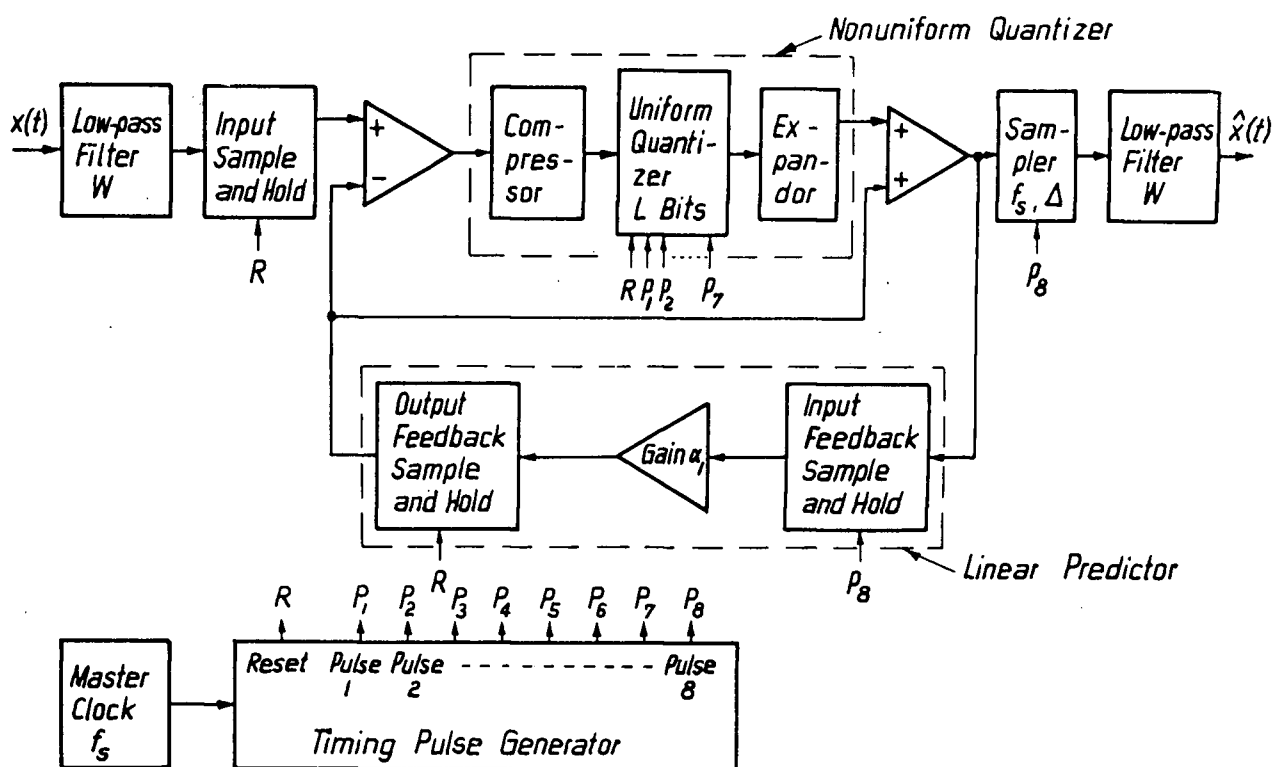 Nonuniform Quantizer
x(t)
Low-pass
Filter
W
Input
Sample
and Hold
R
+
-
Com-
pres-
sor
Uniform
Quanti-
zer
L Bits
R P1 P2 ...... P7
Ex-
pan-
dor
+
+
Sam-
pler
fs, Δ
P8
Low-pass
Filter
W
x̂(t)
Output
Feedback
Sample
and Hold
R
Gain α1
Input
Feedback
Sample
and Hold
P8
Linear Predictor
R P1 P2 P3 P4 P5 P6 P7 P8
Reset Pulse 1 Pulse 2 - - - - - - - - - - Pulse 8
Master
Clock
fs
Timing Pulse Generator